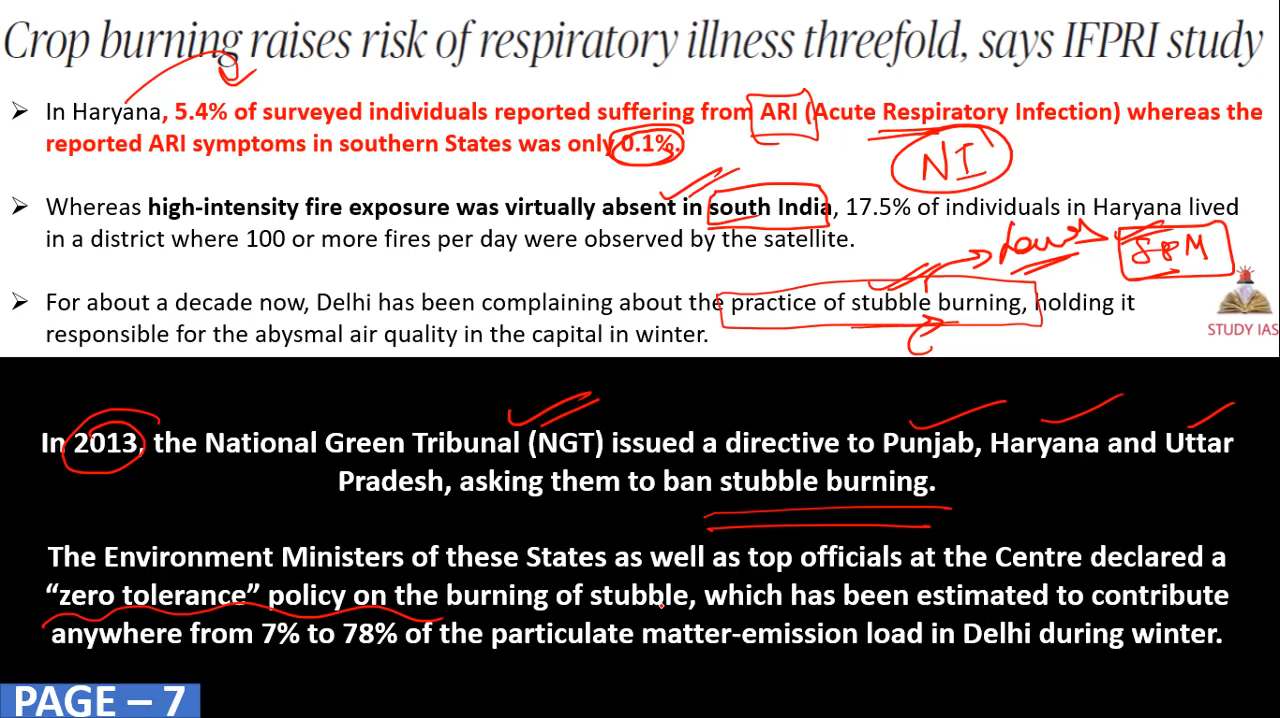 Crop burning raises risk of respiratory illness threefold, says IFPRI study
➢ In Haryana, 5.4% of surveyed individuals reported suffering from ARI (Acute Respiratory Infection) whereas the
reported ARI symptoms in southern States was only 0.1%.
NI
➢ Whereas high-intensity fire exposure was virtually absent in south India, 17.5% of individuals in Haryana lived
in a district where 100 or more fires per day were observed by the satellite.
➢ For about a decade now, Delhi has been complaining about the practice of stubble burning, holding it
responsible for the abysmal air quality in the capital in winter.
STUDY IAS
In 2013, the National Green Tribunal (NGT) issued a directive to Punjab, Haryana and Uttar
Pradesh, asking them to ban stubble burning.
The Environment Ministers of these States as well as top officials at the Centre declared a
“zero tolerance” policy on the burning of stubble, which has been estimated to contribute
anywhere from 7% to 78% of the particulate matter-emission load in Delhi during winter.
PAGE – 7